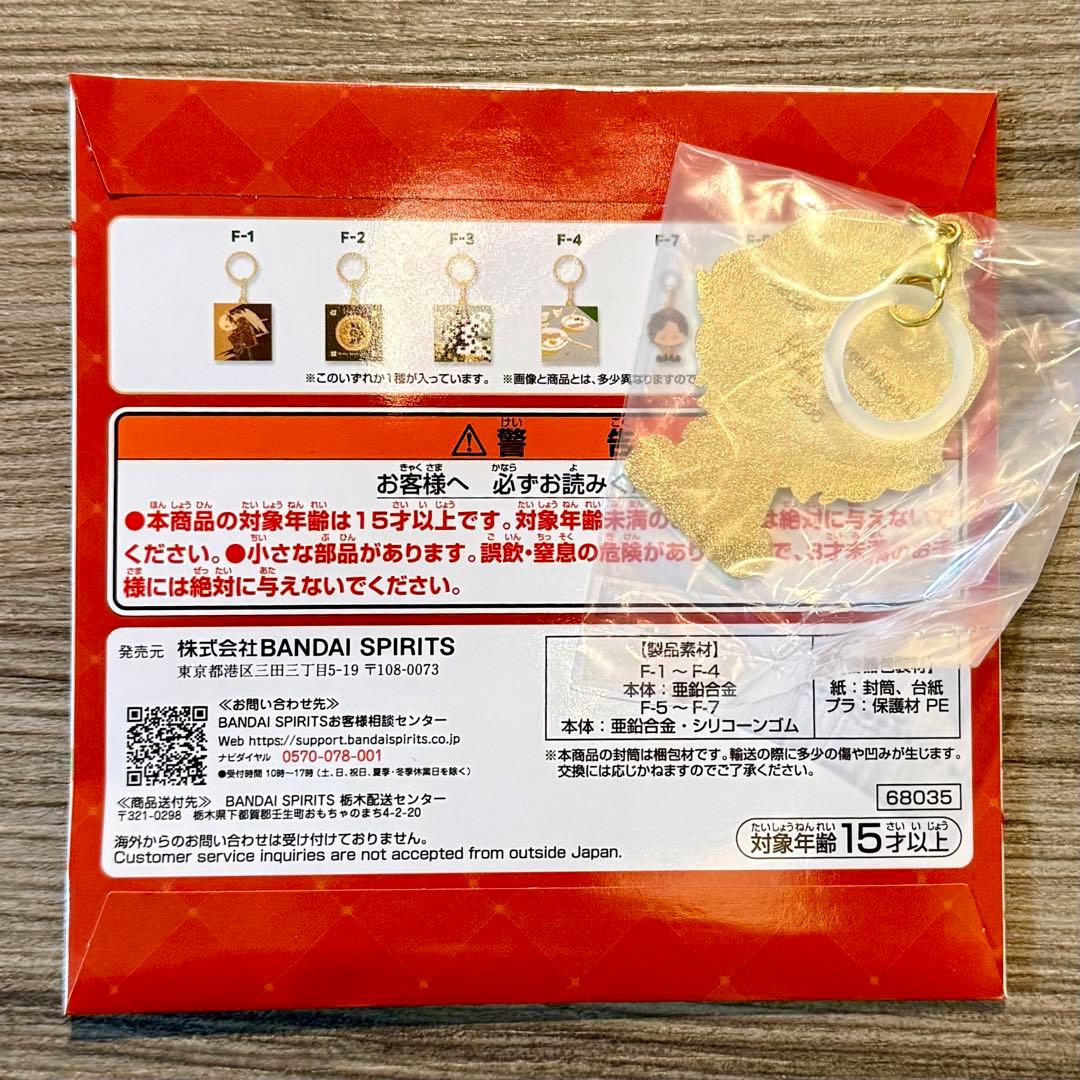 F-1 F-2 F-3 F-4 F-7
※このいずれか1種が入っています。 ※画像と商品とは、多少異なりますので
⚠警告
お客様へ 必ずお読みく
●本商品の対象年齢は15才以上です。対象年齢未満の は絶対に与えない
ください。●小さな部品があります。誤飲・窒息の危険があり で、3才未満のお子
様には絶対に与えないでください。
発売元 株式会社BANDAI SPIRITS
東京都港区三田三丁目5-19 〒108-0073
≪お問い合わせ先≫
BANDAI SPIRITSお客様相談センター
Web https://support.bandaispirits.co.jp
ナビダイヤル 0570-078-001
●受付時間 10時〜17時(土、日、祝日、夏季・冬季休業日を除く)
≪商品送付先≫ BANDAI SPIRITS 栃木配送センター
〒321-0298 栃木県下都賀郡壬生町おもちゃのまち4-2-20
海外からのお問い合わせは受け付けておりません。
Customer service inquiries are not accepted from outside Japan.
【製品素材】
F-1〜F-4
本体：亜鉛合金
F-5〜F-7
本体：亜鉛合金・シリコーンゴム
紙：封筒、台紙
プラ：保護材 PE
※本商品の封筒は梱包材です。輸送の際に多少の傷や凹みが生じます。
交換には応じかねますのでご了承ください。
68035
対象年齢15才以上